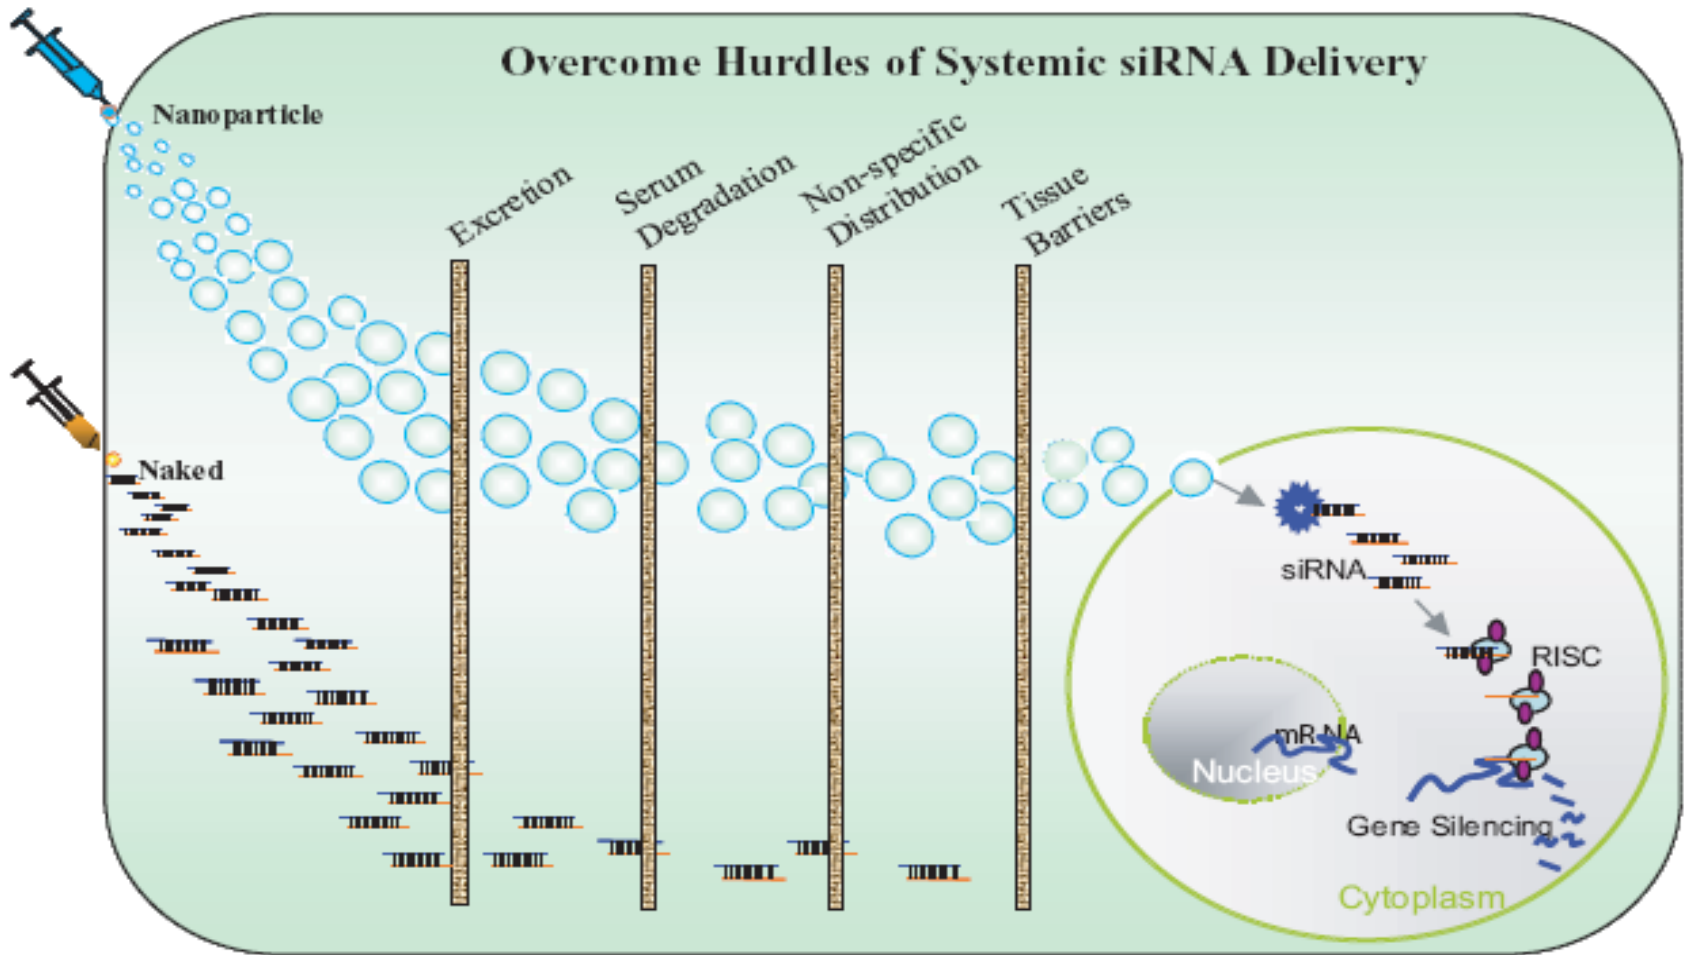 Overcome Hurdles of Systemic siRNA Delivery
Nanoparticle
Excretion
Serum
Degradation
Non-specific
Distribution
Tissue
Barriers
Naked
siRNA
RISC
mRNA
Nucleus
Gene Silencing
Cytoplasm